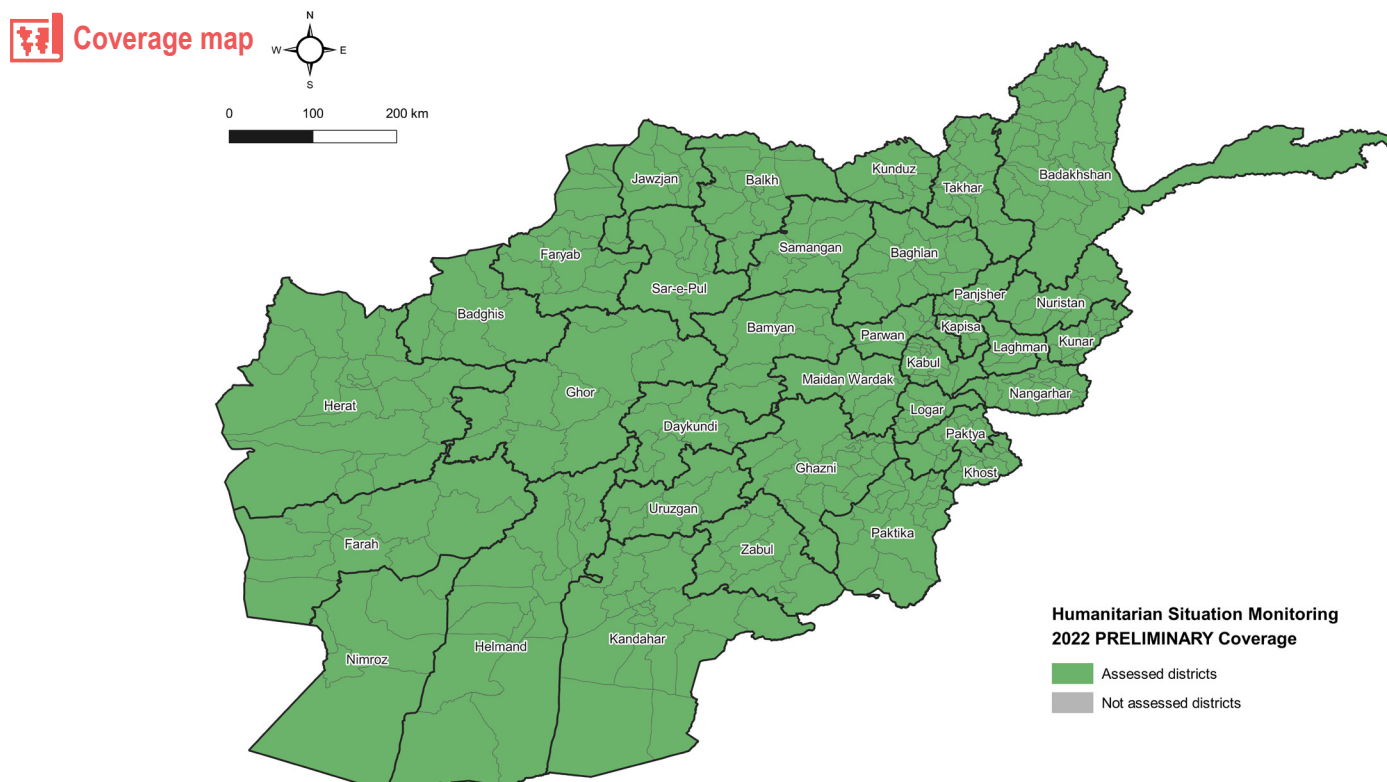 Coverage map
N
W E
S
0 100 200 km
Jawzjan
Balkh
Kunduz
Takhar
Badakhshan
Faryab
Samangan
Baghlan
Sar-e-Pul
Panjsher
Nuristan
Badghis
Bamyan
Parwan
Kapisa
Laghman
Kunar
Kabul
Herat
Ghor
Maidan Wardak
Nangarhar
Daykundi
Logar
Paktya
Ghazni
Khost
Uruzgan
Farah
Zabul
Paktika
Nimroz
Helmand
Kandahar
Humanitarian Situation Monitoring
2022 PRELIMINARY Coverage
Assessed districts
Not assessed districts